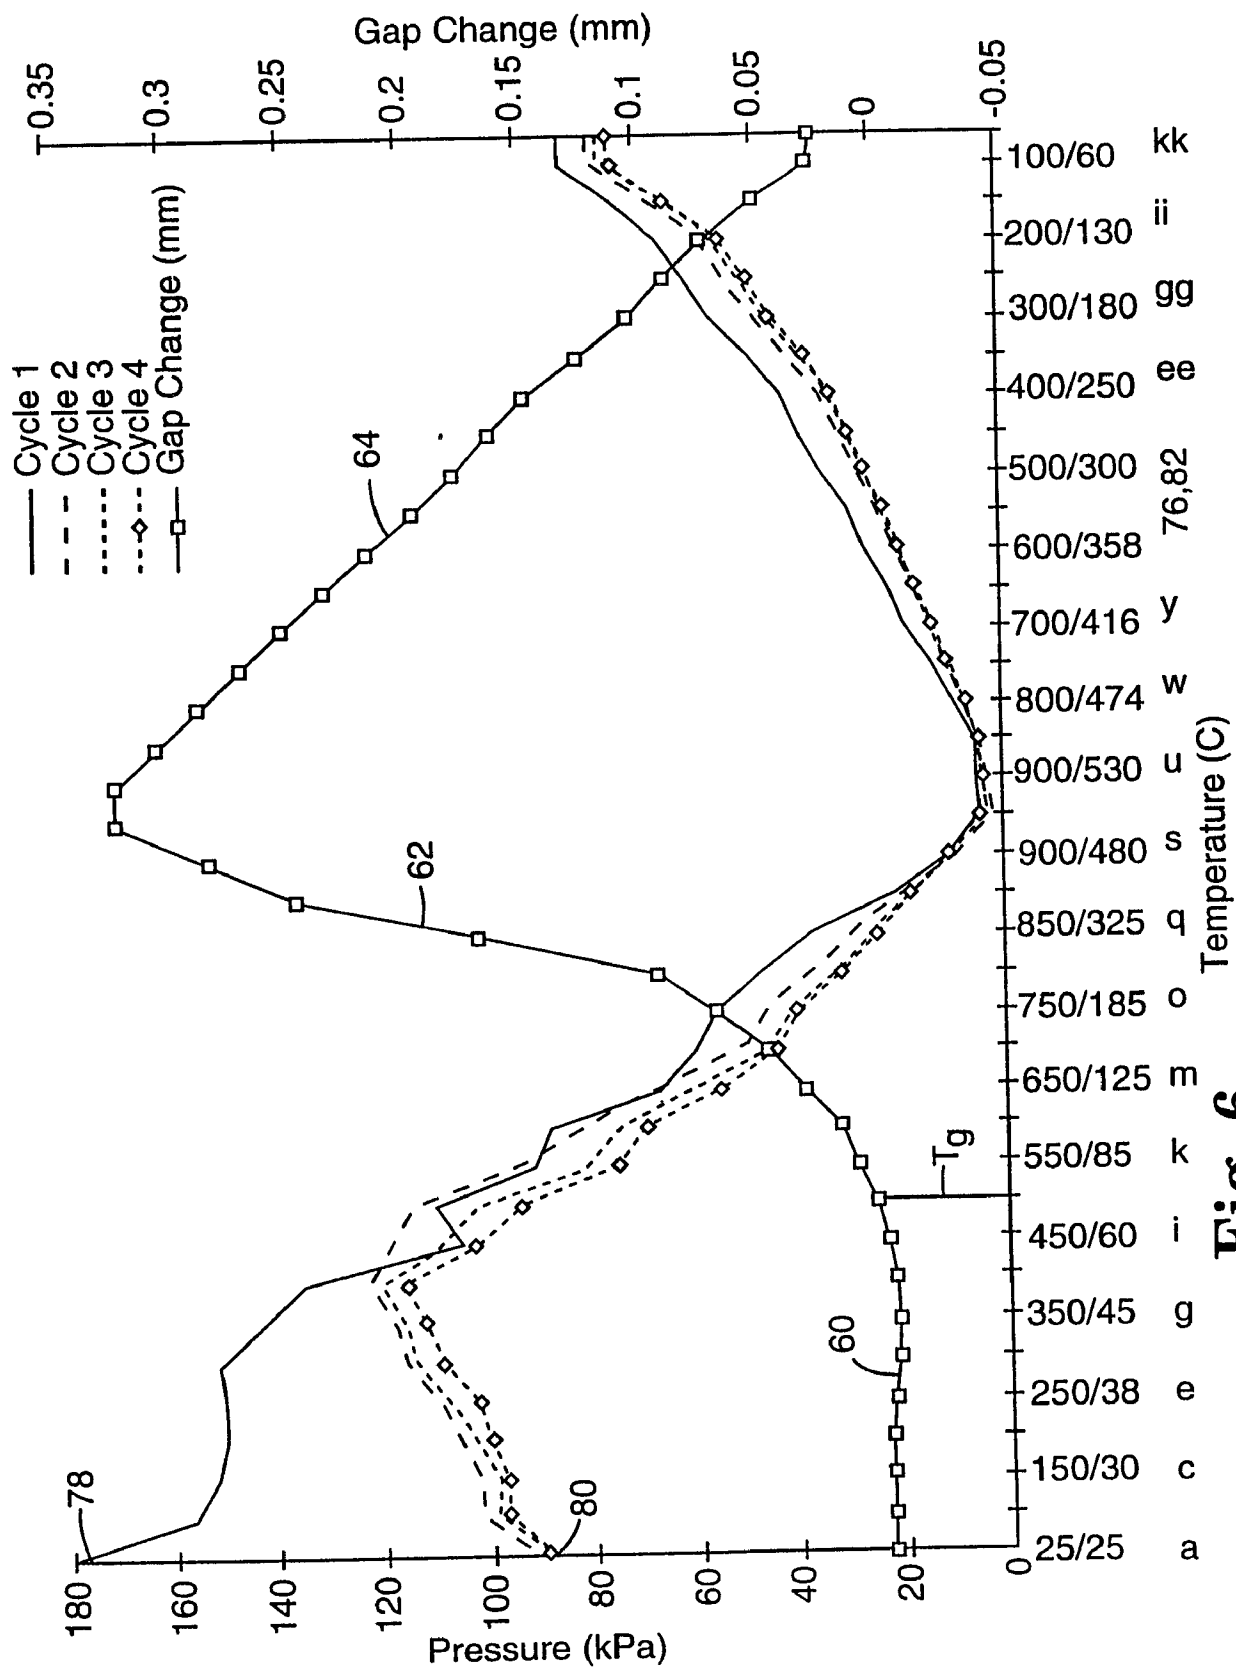 Cycle 1
Cycle 2
Cycle 3
Cycle 4
Gap Change (mm)
Gap Change (mm)
0.35
0.3
0.25
0.2
0.15
0.1
0.05
0
-0.05
64
62
60
78
80
Tg
Pressure (kPa)
180
160
140
120
100
80
60
40
20
0
25/25
150/30
250/38
350/45
450/60
550/85
650/125
750/185
850/325
900/480
900/530
800/474
700/416
600/358
500/300
400/250
300/180
200/130
100/60
a
c
e
g
i
k
m
o
q
s
u
w
y
76,82
ee
gg
ii
kk
Temperature (C)
Fig. 6